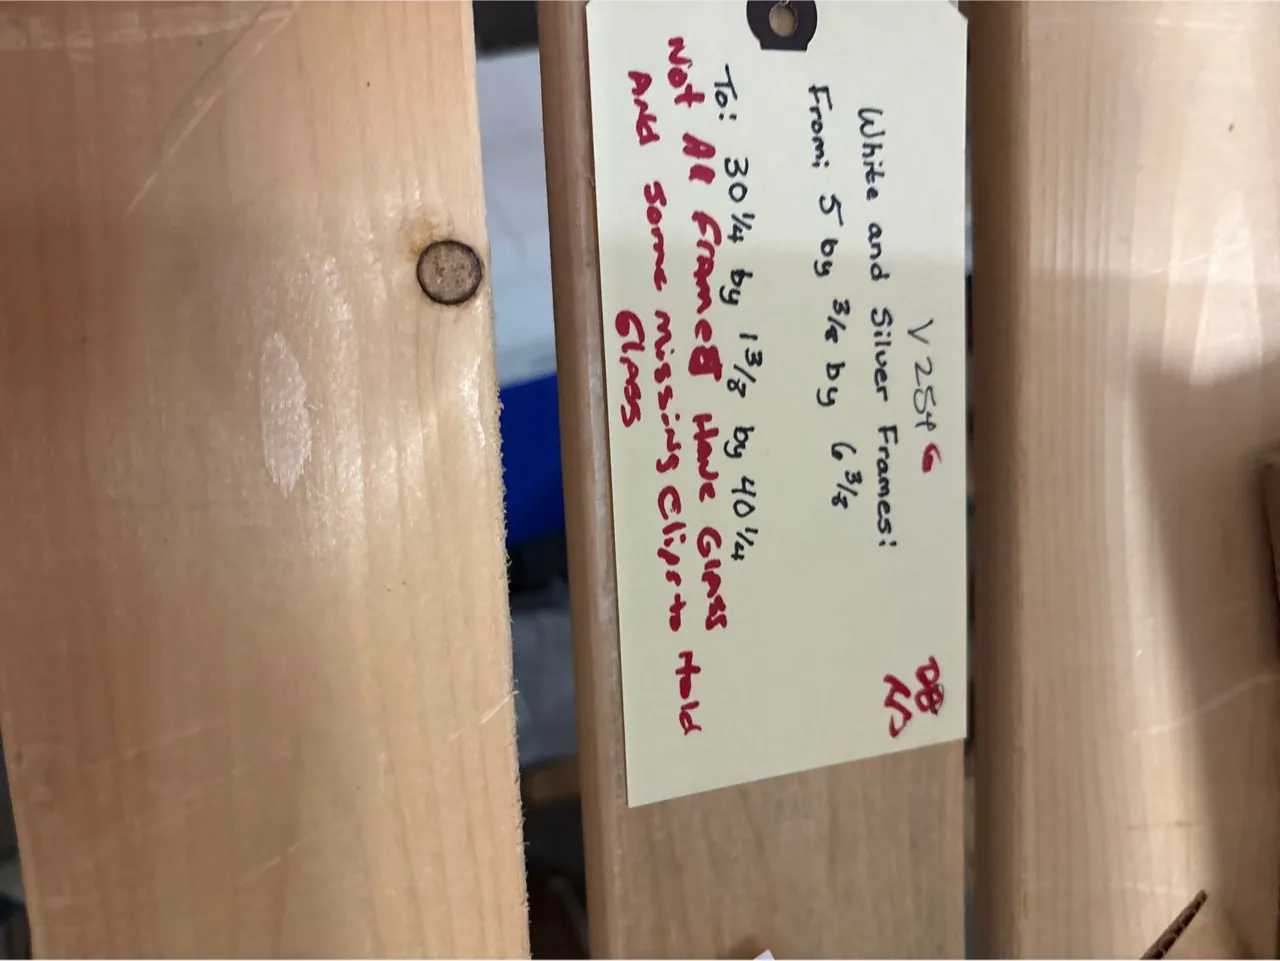 V254 G
White and Silver Frames:
From: 5 by 3/8 by 6 3/8
To: 30 1/4 by 1 3/8 by 40 1/4
Not All Frames Have Glass
And Some missing Clips to Hold
Glass